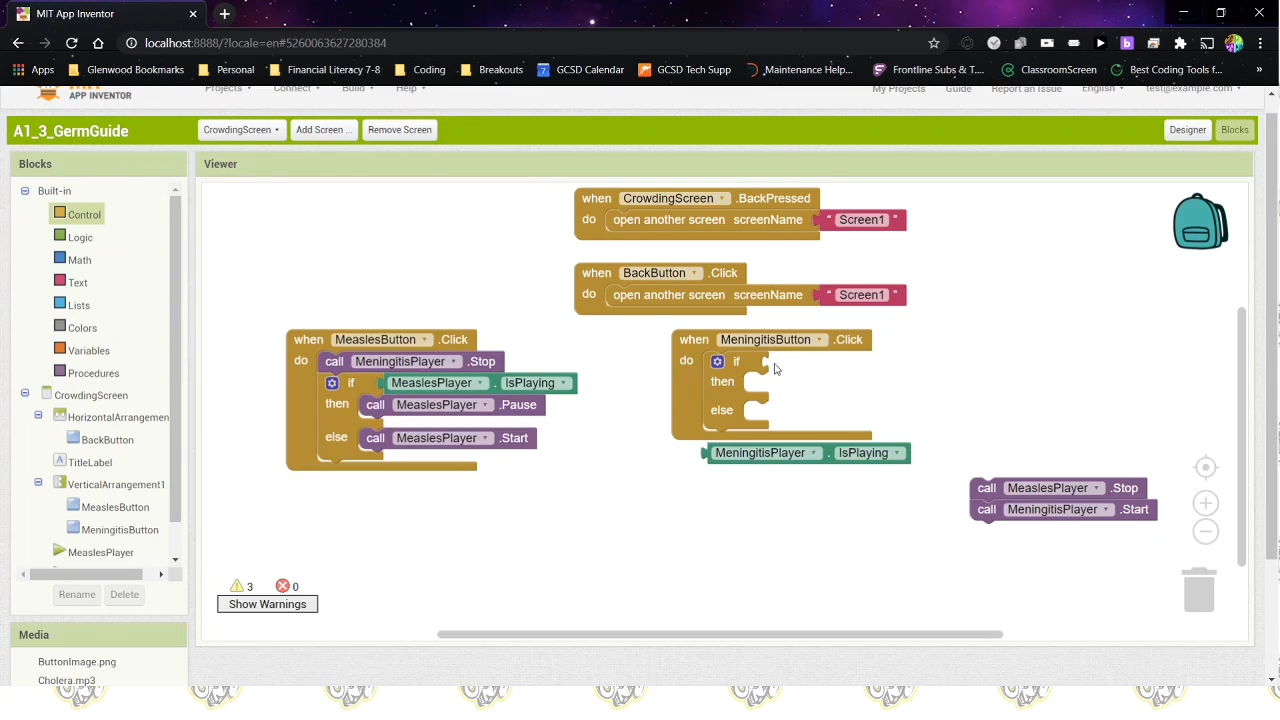 MIT App Inventor
localhost:8888/?locale=en#5260063627280384
Apps Glenwood Bookmarks Personal Financial Literacy 7-8 Coding Breakouts GCSD Calendar GCSD Tech Supp .Maintenance Help... Frontline Subs & T.... ClassroomScreen Best Coding Tools f... »
APP INVENTOR Projects Connect Build Help My Projects Guide Report an Issue English test@example.com
A1_3_GermGuide CrowdingScreen Add Screen ... Remove Screen Designer Blocks
Blocks Viewer
Built-in
Control
Logic
Math
Text
Lists
Colors
Variables
Procedures
CrowdingScreen
HorizontalArrangemen
BackButton
TitleLabel
VerticalArrangement1
MeaslesButton
MeningitisButton
MeaslesPlayer
Rename Delete
Media
ButtonImage.png
Cholera.mp3
when CrowdingScreen .BackPressed
do open another screen screenName " Screen1 "
when BackButton .Click
do open another screen screenName " Screen1 "
when MeaslesButton .Click
do call MeningitisPlayer .Stop
if MeaslesPlayer . IsPlaying
then call MeaslesPlayer .Pause
else call MeaslesPlayer .Start
when MeningitisButton .Click
do if
then
else
MeningitisPlayer . IsPlaying
call MeaslesPlayer .Stop
call MeningitisPlayer .Start
3 0
Show Warnings